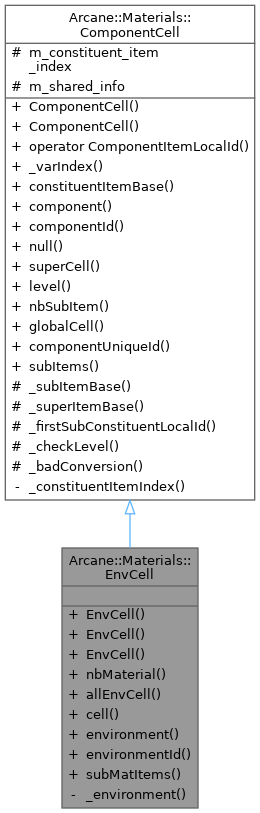 Arcane::Materials::
ComponentCell
# m_constituent_item
_index
# m_shared_info
+ ComponentCell()
+ ComponentCell()
+ operator ComponentItemLocalId()
+ _varIndex()
+ constituentItemBase()
+ component()
+ componentId()
+ null()
+ superCell()
+ level()
+ nbSubItem()
+ globalCell()
+ componentUniqueId()
+ subItems()
# _subItemBase()
# _superItemBase()
# _firstSubConstituentLocalId()
# _checkLevel()
# _badConversion()
- _constituentItemIndex()
Arcane::Materials::
EnvCell
+ EnvCell()
+ EnvCell()
+ EnvCell()
+ nbMaterial()
+ allEnvCell()
+ cell()
+ environment()
+ environmentId()
+ subMatItems()
- _environment()